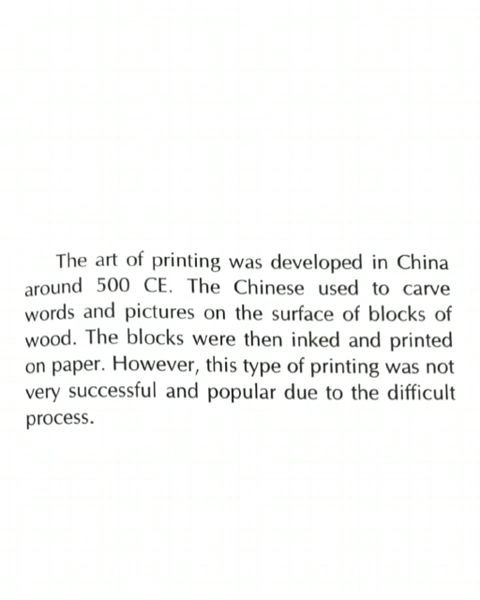 The art of printing was developed in China
around 500 CE. The Chinese used to carve
words and pictures on the surface of blocks of
wood. The blocks were then inked and printed
on paper. However, this type of printing was not
very successful and popular due to the difficult
process.